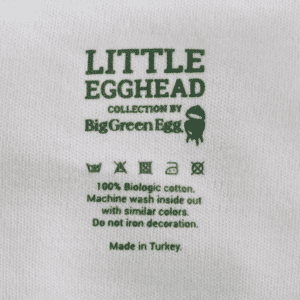 LITTLE
EGGHEAD
COLLECTION BY
Big Green Egg
100% Biologic cotton.
Machine wash inside out
with similar colors.
Do not iron decoration.
Made in Turkey.